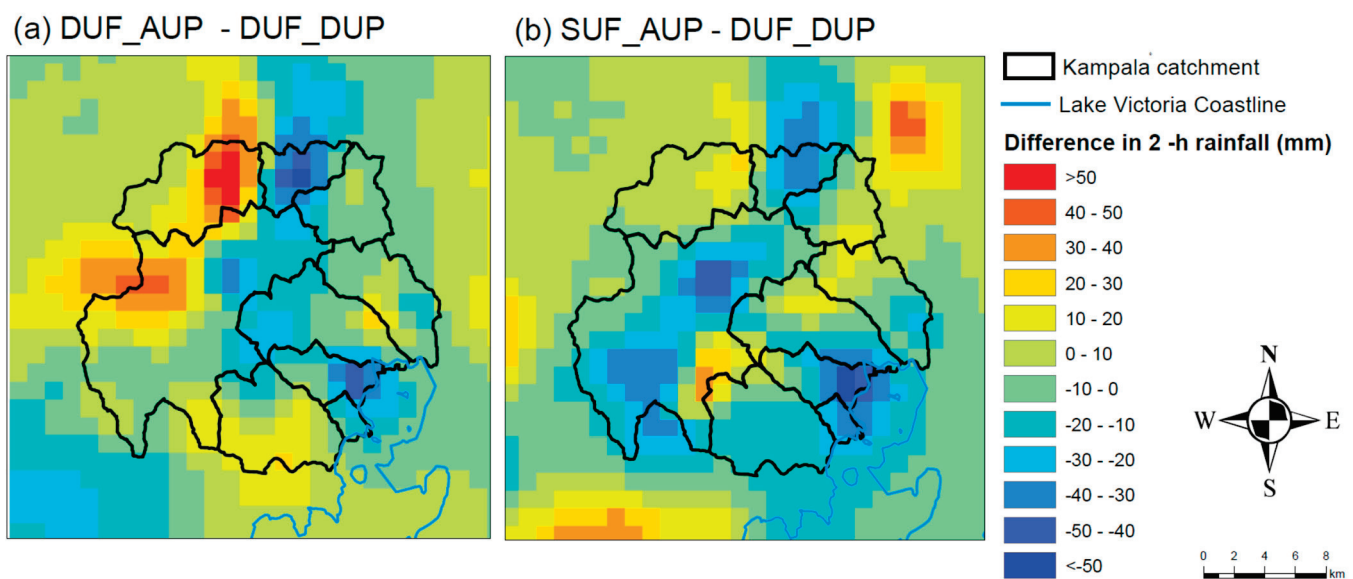 (a) DUF_AUP - DUF_DUP
(b) SUF_AUP - DUF_DUP
Kampala catchment
Lake Victoria Coastline
Difference in 2 -h rainfall (mm)
>50
40 - 50
30 - 40
20 - 30
10 - 20
0 - 10
-10 - 0
-20 - -10
-30 - -20
-40 - -30
-50 - -40
<-50
N
W
E
S
0 2 4 6 8
km